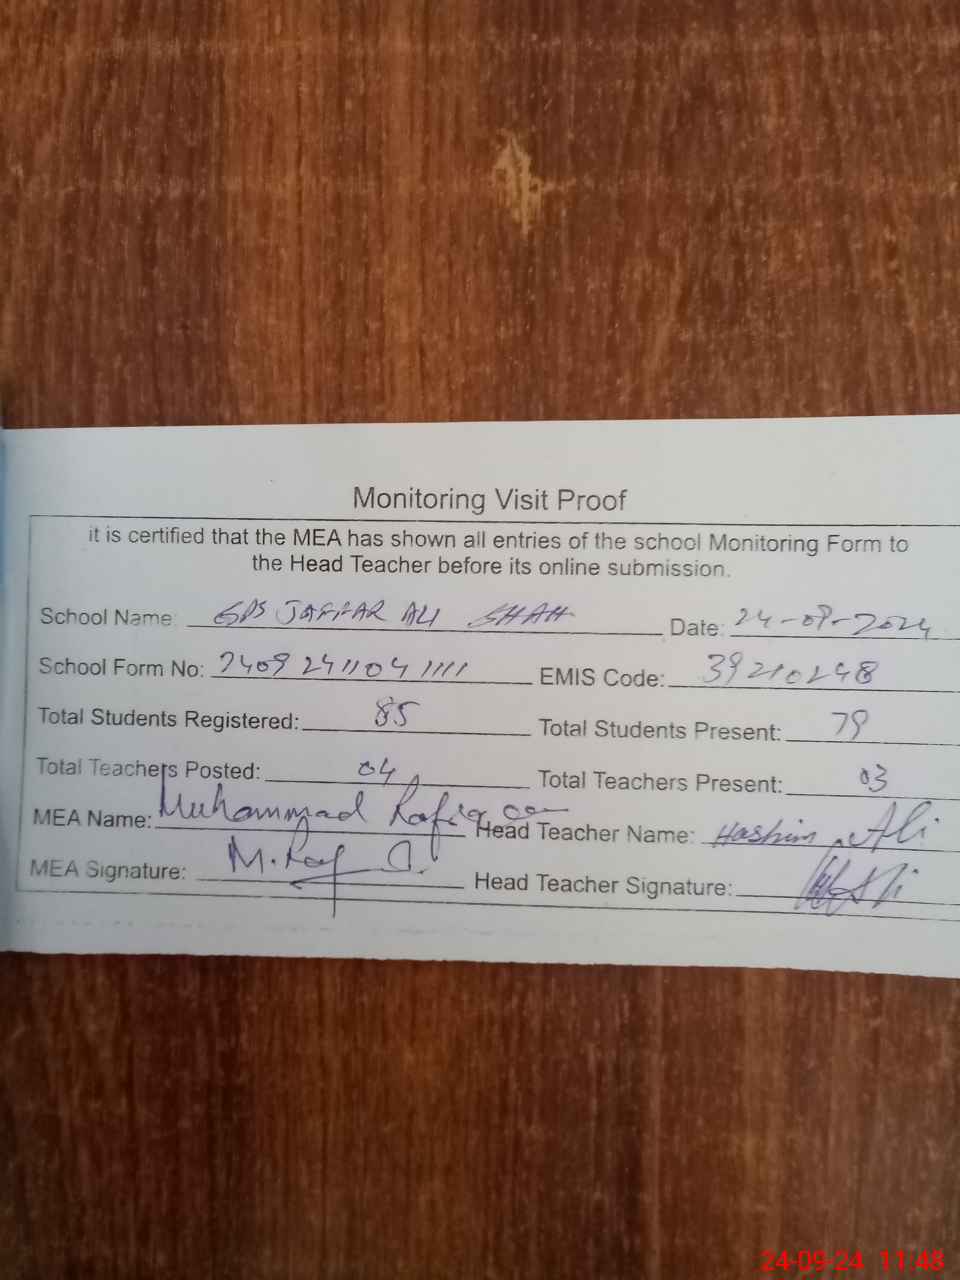 Monitoring Visit Proof
it is certified that the MEA has shown all entries of the school Monitoring Form to
the Head Teacher before its online submission.
School Name: GPS JAFFAR ALI SHAH Date: 24-09-2024
School Form No: 2409241104 1111 EMIS Code: 39210248
Total Students Registered: 85 Total Students Present: 79
Total Teachers Posted: 04 Total Teachers Present: 03
MEA Name: Muhammad Rafiq Head Teacher Name: Hashim Ali
MEA Signature: Head Teacher Signature:
24-09-24 11:48